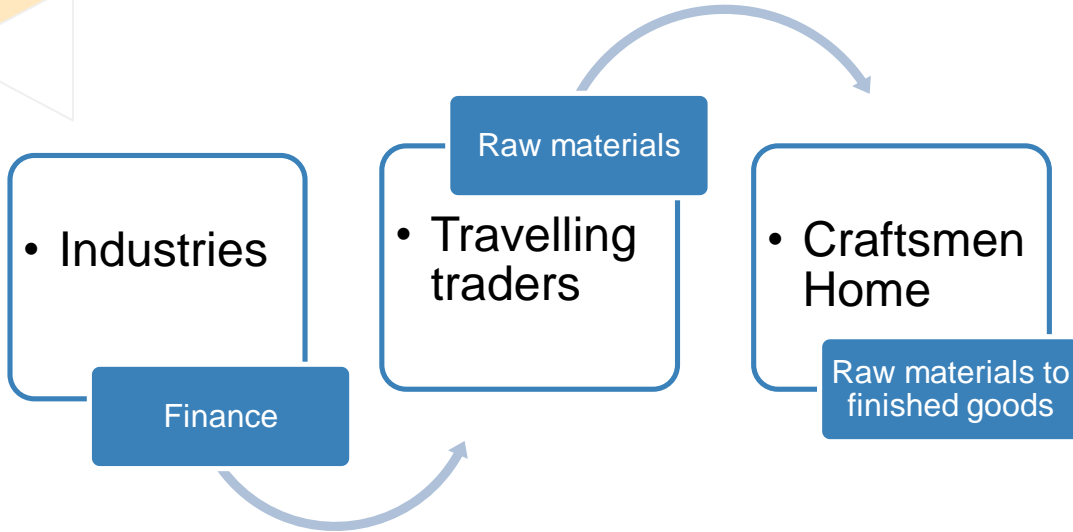 • Industries
Finance
Raw materials
• Travelling
traders
• Craftsmen
Home
Raw materials to
finished goods